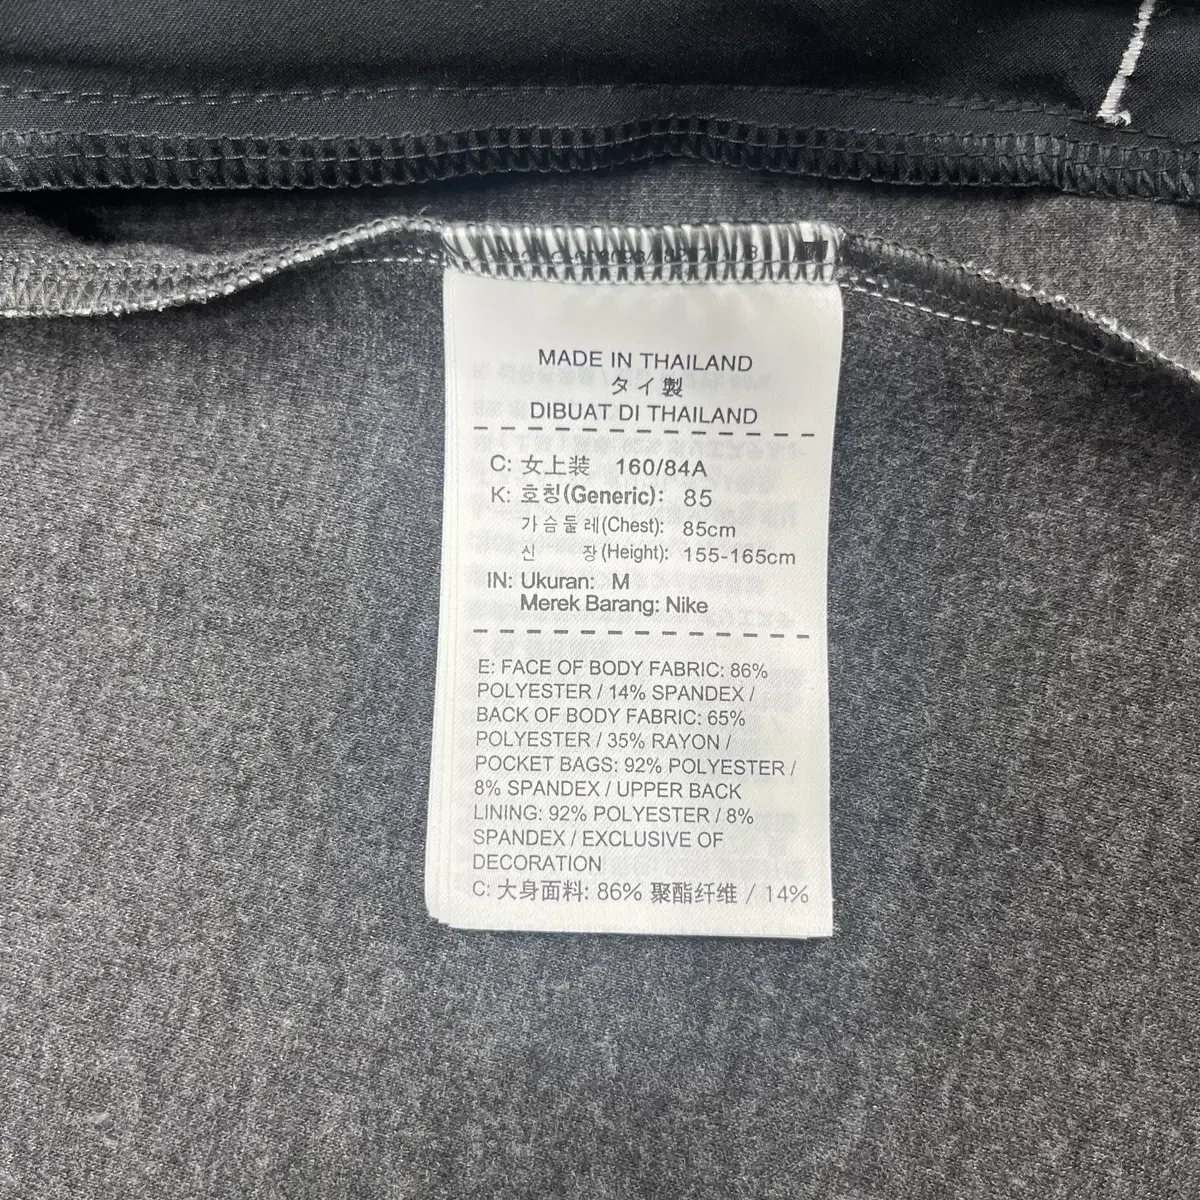 MADE IN THAILAND
タイ製
DIBUAT DI THAILAND
C: 女上装 160/84A
K: 호칭(Generic): 85
가슴둘레(Chest): 85cm
신 장(Height): 155-165cm
IN: Ukuran: M
Merek Barang: Nike
E: FACE OF BODY FABRIC: 86%
POLYESTER / 14% SPANDEX /
BACK OF BODY FABRIC: 65%
POLYESTER / 35% RAYON /
POCKET BAGS: 92% POLYESTER /
8% SPANDEX / UPPER BACK
LINING: 92% POLYESTER / 8%
SPANDEX / EXCLUSIVE OF
DECORATION
C: 大身面料: 86% 聚酯纤维 / 14%